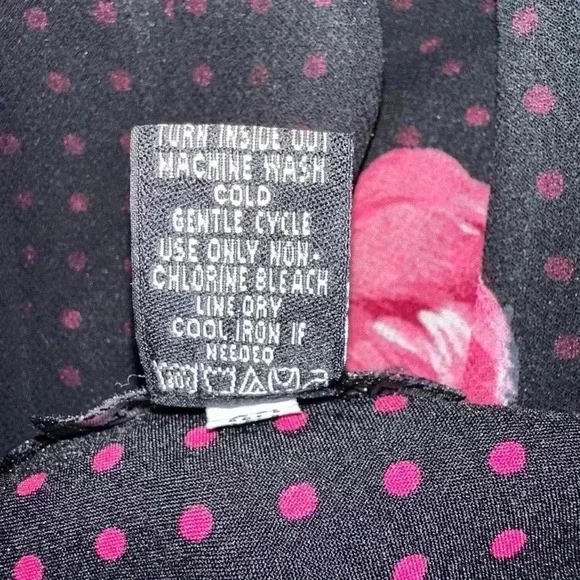 TURN INSIDE OUT
MACHINE WASH
COLD
GENTLE CYCLE
USE ONLY NON-
CHLORINE BLEACH
LINE DRY
COOL IRON IF
NEEDED